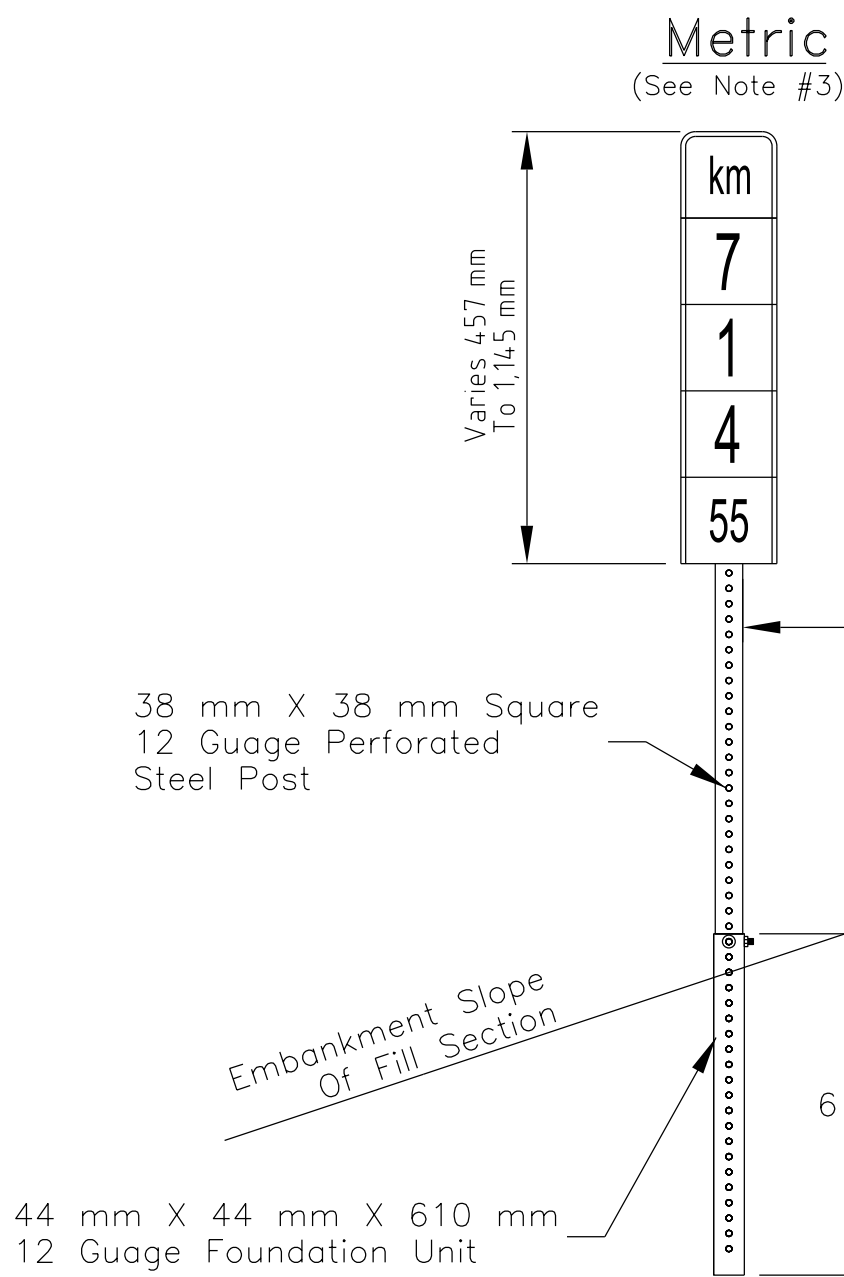 Metric
(See Note #3)
km
7
1
4
55
Varies 457 mm
To 1,145 mm
38 mm X 38 mm Square
12 Guage Perforated
Steel Post
Embankment Slope
Of Fill Section
6
44 mm X 44 mm X 610 mm
12 Guage Foundation Unit